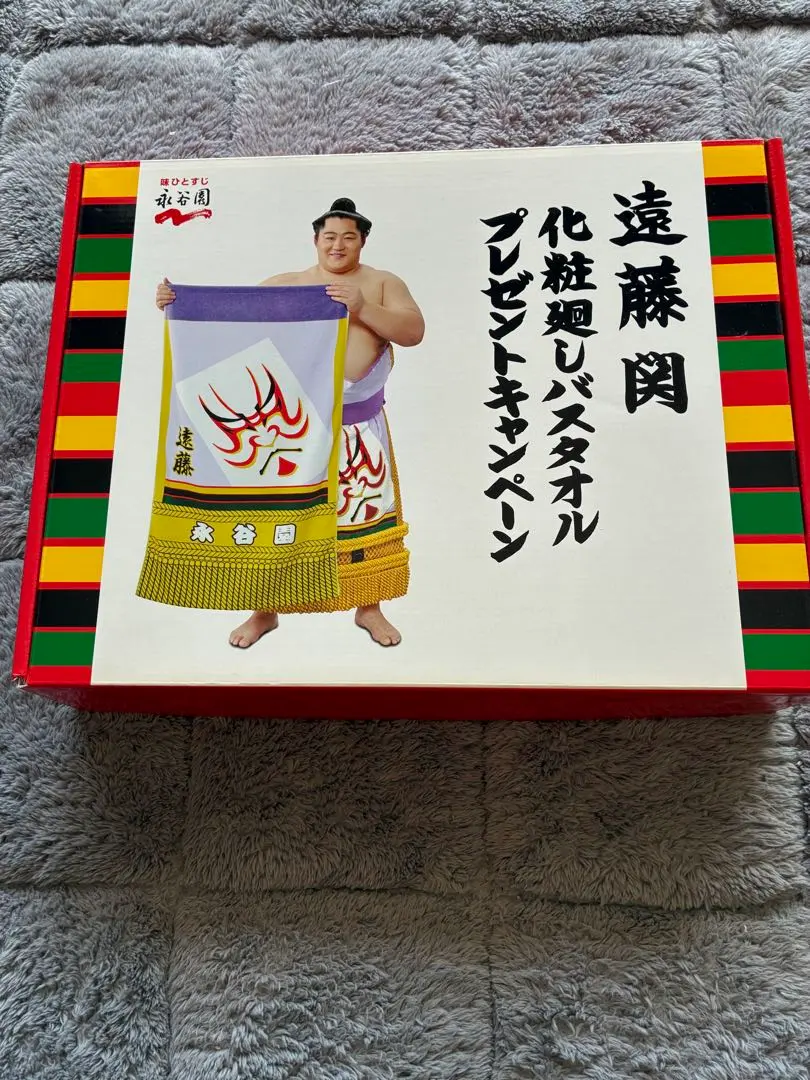 遠藤関
化粧廻しバスタオル
プレゼントキャンペーン
味ひとすじ
永谷園
遠藤
永谷園